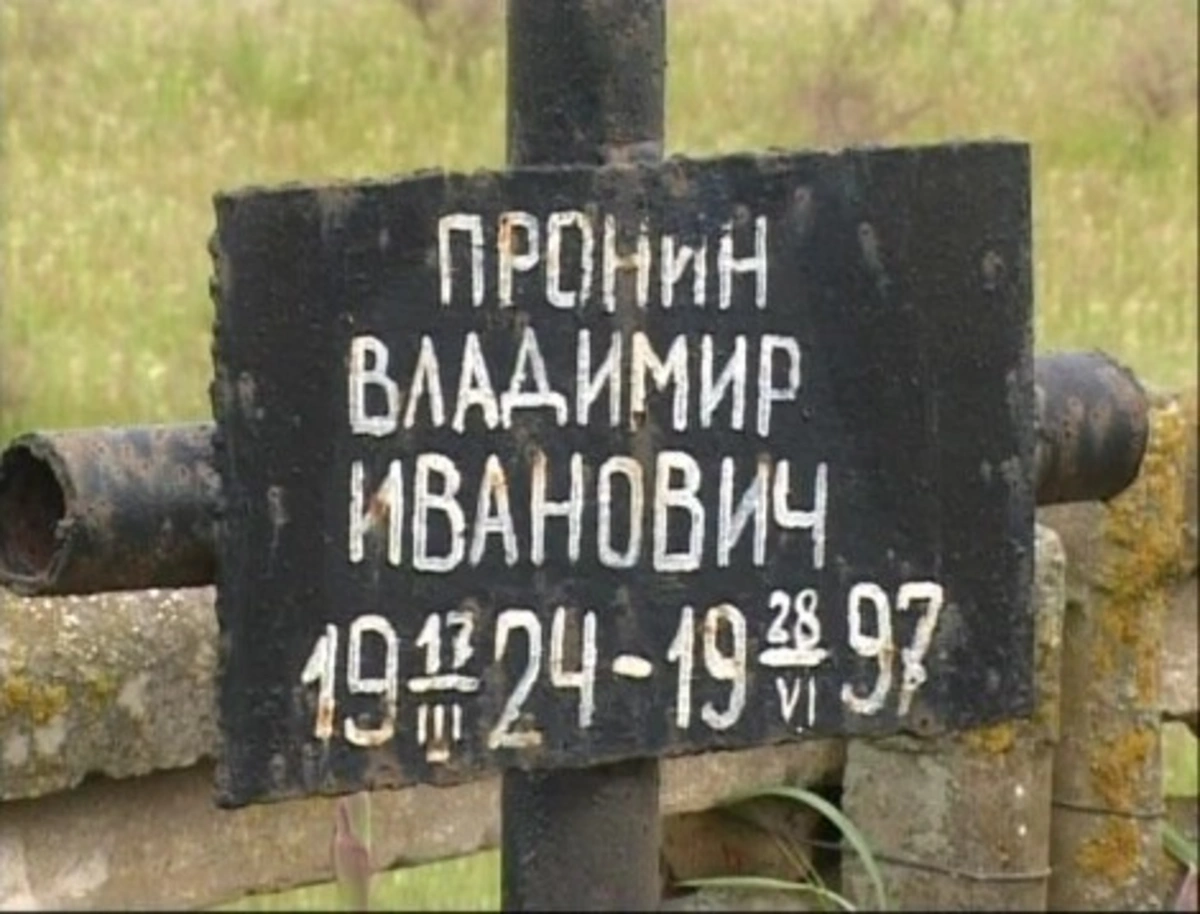 ПРОНИН
ВЛАДИМИР
ИВАНОВИЧ
19 17/III 24 - 19 28/VI 97